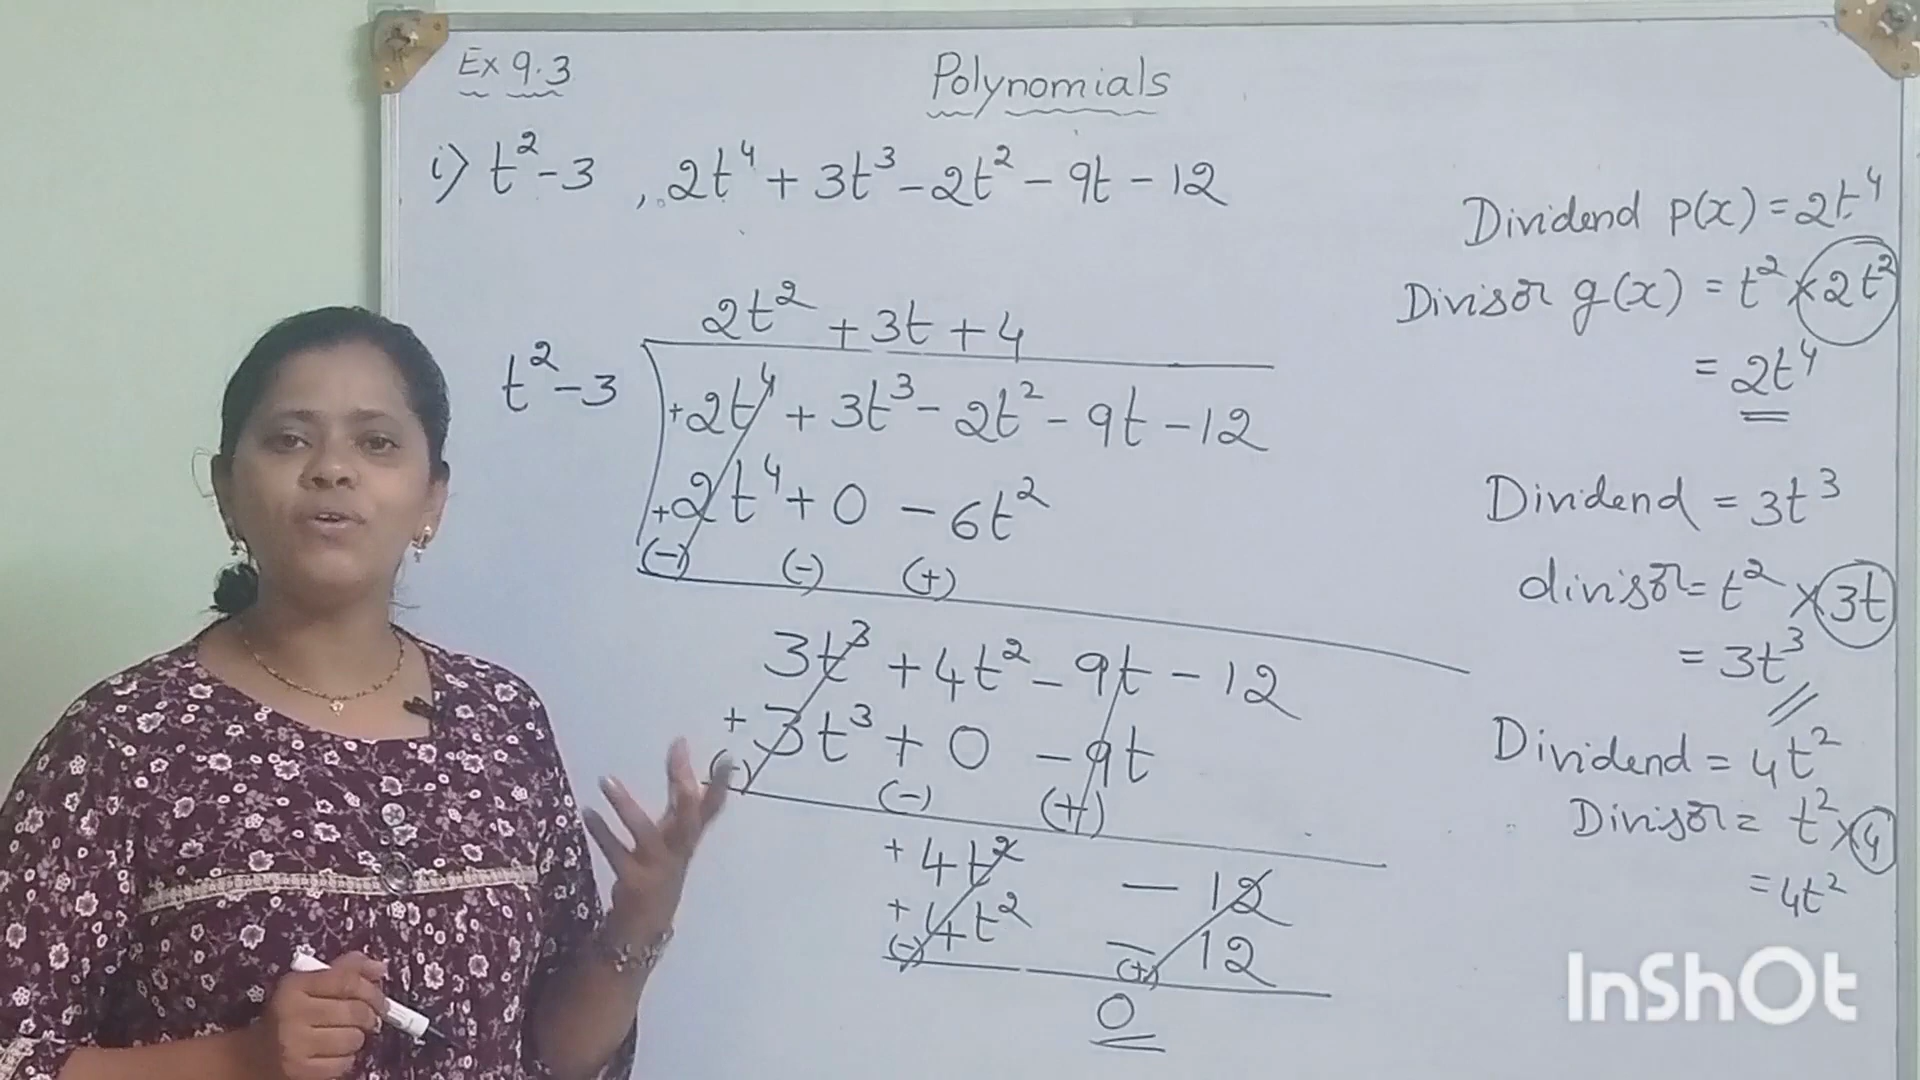 Ex 9.3
Polynomials
i) t² - 3 , 2t⁴ + 3t³ - 2t² - 9t - 12
2t² + 3t + 4
t² - 3
+2t⁴ + 3t³ - 2t² - 9t - 12
+2t⁴ + 0 - 6t²
(-) (-) (+)
3t³ + 4t² - 9t - 12
+ 3t³ + 0 - 9t
(-) (-) (+)
+ 4t² - 12
+ 4t² - 12
(-) (+)
0
Dividend p(x) = 2t⁴
Divisor g(x) = t² × 2t²
= 2t⁴
Dividend = 3t³
divisor = t² × 3t
= 3t³
Dividend = 4t²
Divisor = t² × 4
= 4t²
InShOt